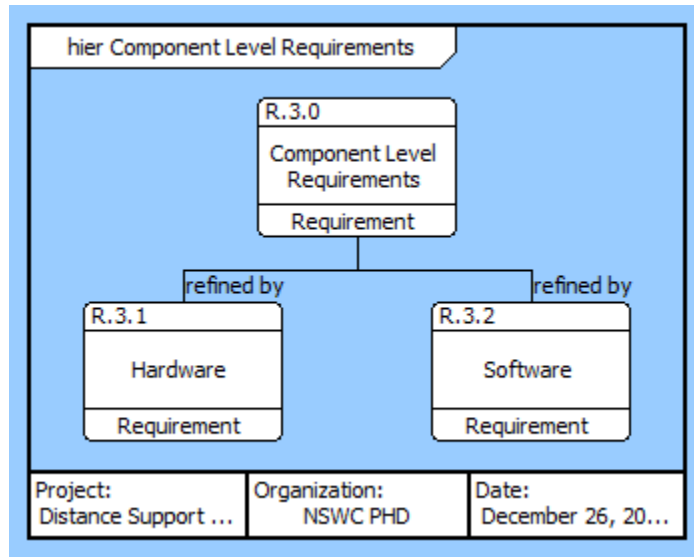 hier Component Level Requirements
R.3.0
Component Level
Requirements
Requirement
refined by
refined by
R.3.1
Hardware
Requirement
R.3.2
Software
Requirement
Project:
Distance Support ...
Organization:
NSWC PHD
Date:
December 26, 20...